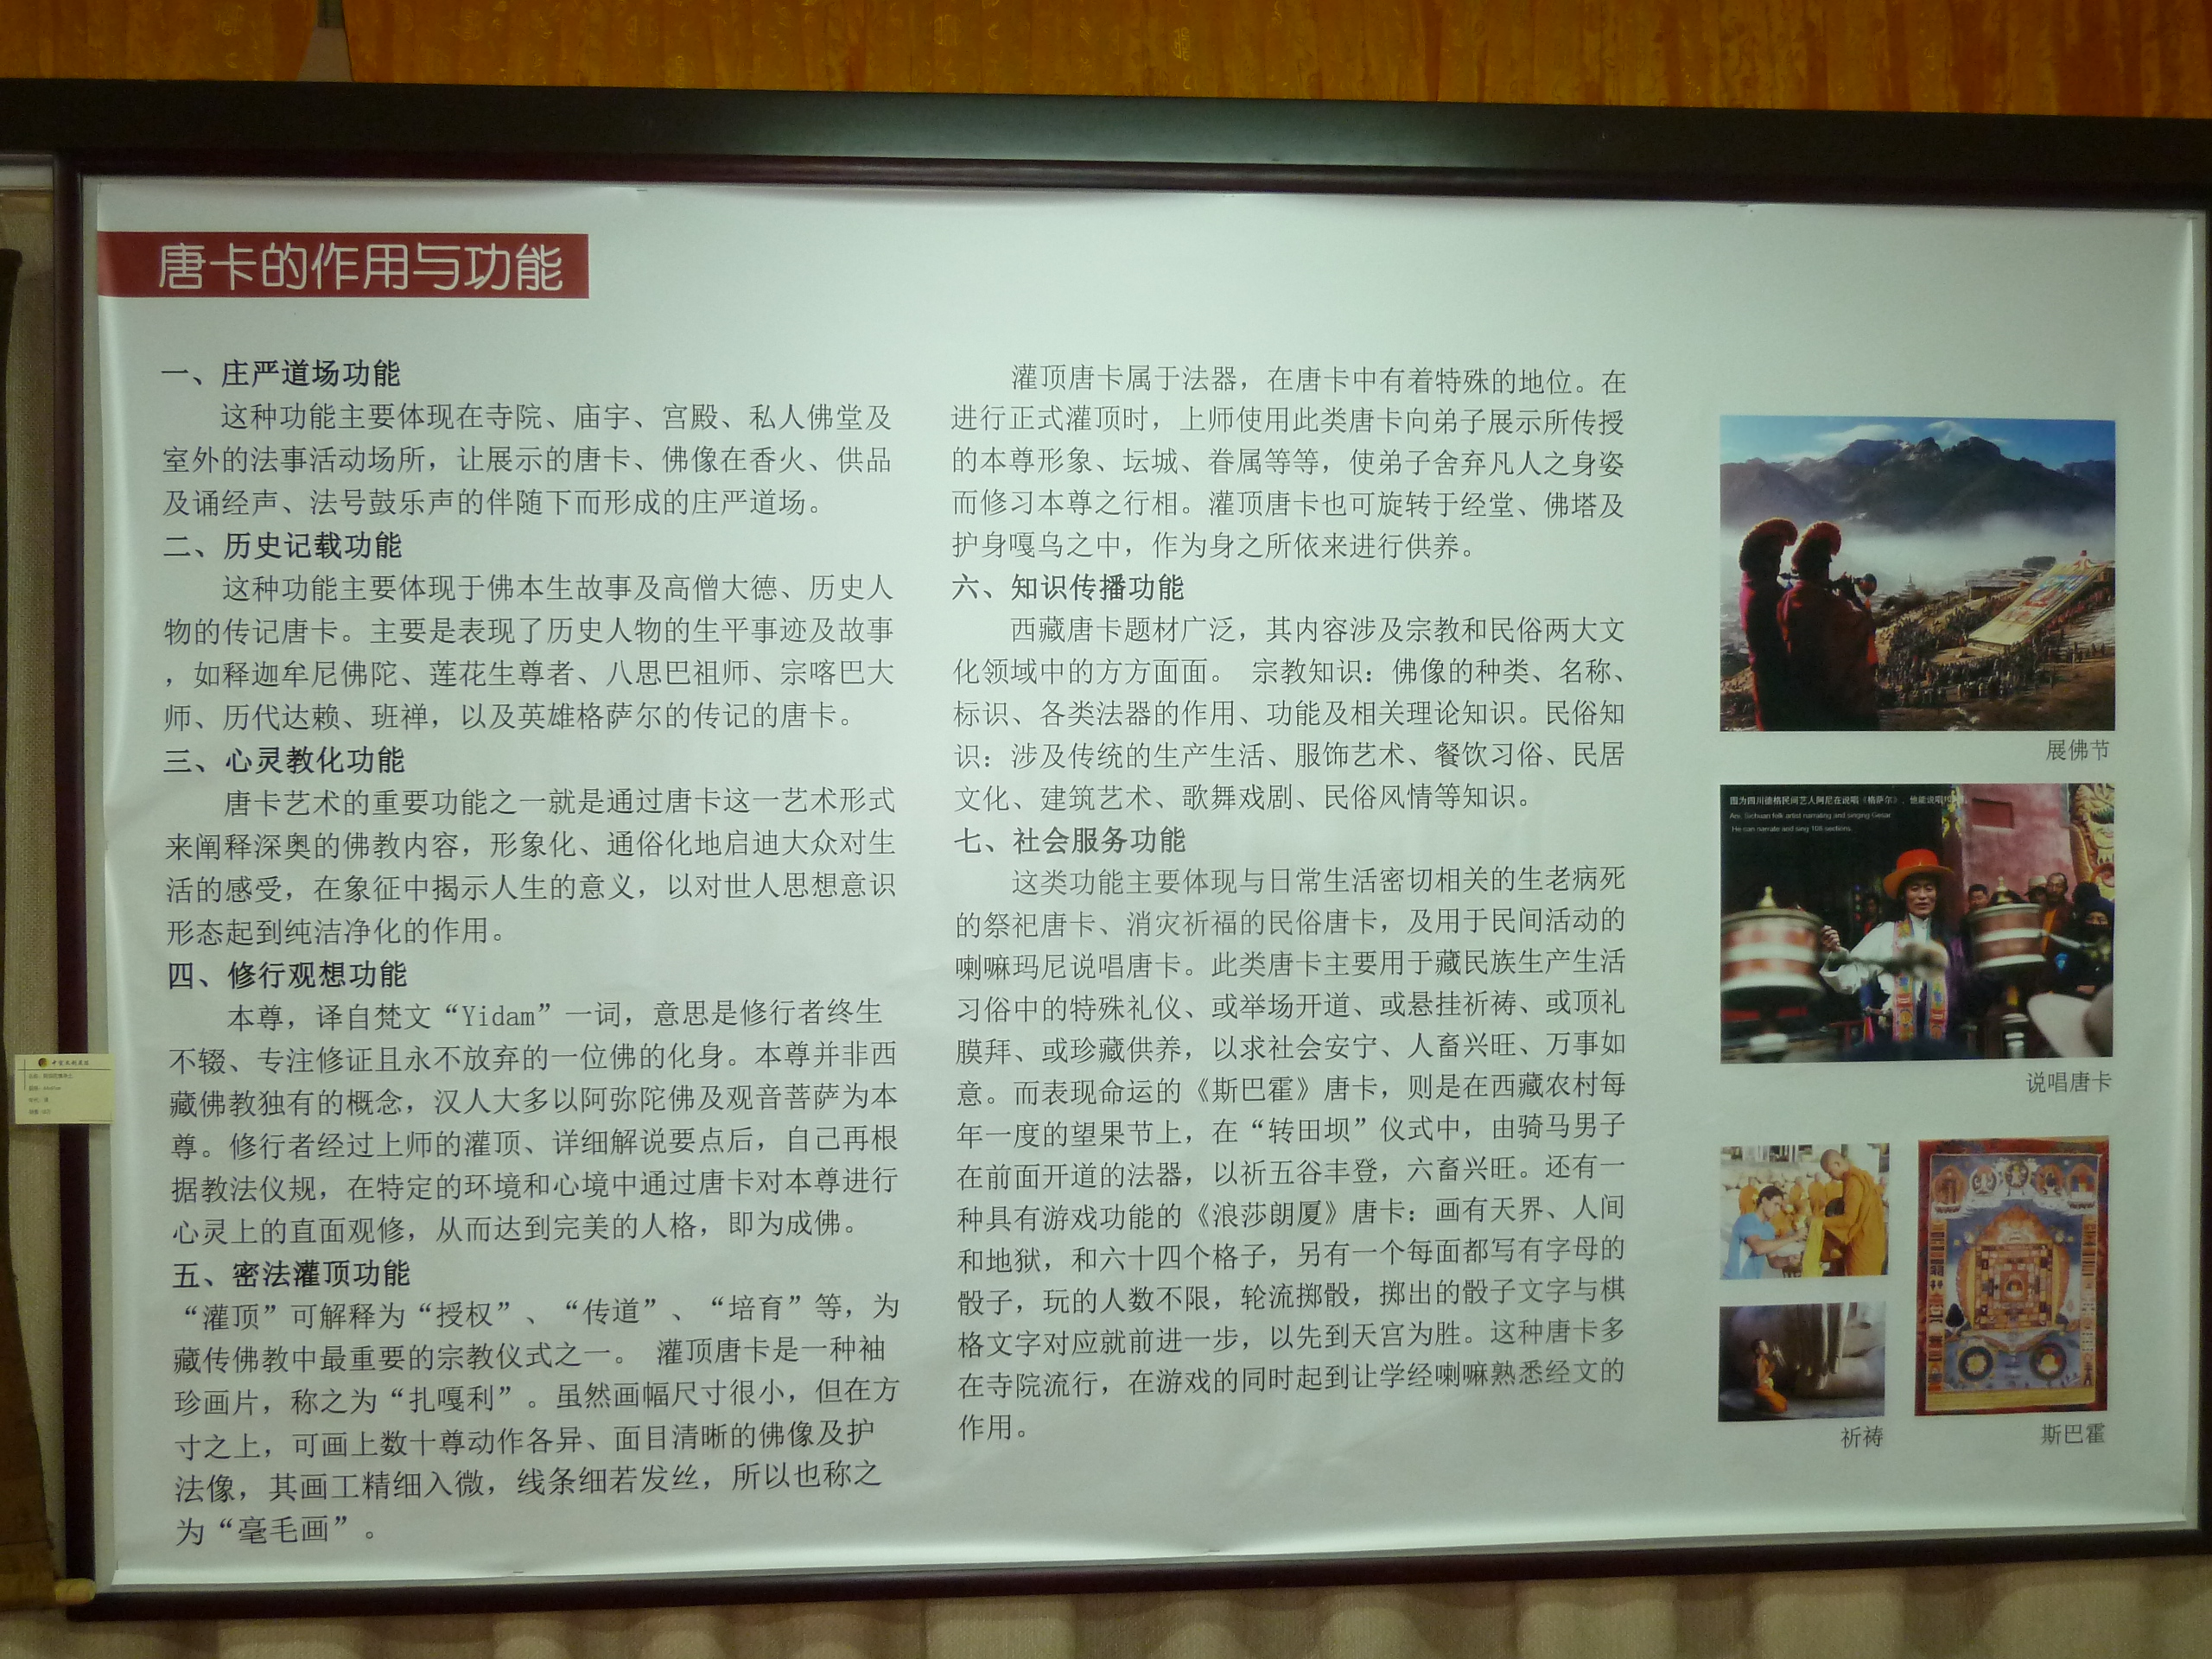 唐卡的作用与功能
一、庄严道场功能
这种功能主要体现在寺院、庙宇、宫殿、私人佛堂及
室外的法事活动场所，让展示的唐卡、佛像在香火、供品
及诵经声、法号鼓乐声的伴随下而形成的庄严道场。
二、历史记载功能
这种功能主要体现于佛本生故事及高僧大德、历史人
物的传记唐卡。主要是表现了历史人物的生平事迹及故事
，如释迦牟尼佛陀、莲花生尊者、八思巴祖师、宗喀巴大
师、历代达赖、班禅，以及英雄格萨尔的传记的唐卡。
三、心灵教化功能
唐卡艺术的重要功能之一就是通过唐卡这一艺术形式
来阐释深奥的佛教内容，形象化、通俗化地启迪大众对生
活的感受，在象征中揭示人生的意义，以对世人思想意识
形态起到纯洁净化的作用。
四、修行观想功能
本尊，译自梵文“Yidam”一词，意思是修行者终生
不辍、专注修证且永不放弃的一位佛的化身。本尊并非西
藏佛教独有的概念，汉人大多以阿弥陀佛及观音菩萨为本
尊。修行者经过上师的灌顶、详细解说要点后，自己再根
据教法仪规，在特定的环境和心境中通过唐卡对本尊进行
心灵上的直面观修，从而达到完美的人格，即为成佛。
五、密法灌顶功能
“灌顶”可解释为“授权”、“传道”、“培育”等，为
藏传佛教中最重要的宗教仪式之一。 灌顶唐卡是一种袖
珍画片，称之为“扎嘎利”。虽然画幅尺寸很小，但在方
寸之上，可画上数十尊动作各异、面目清晰的佛像及护
法像，其画工精细入微，线条细若发丝，所以也称之
为“毫毛画”。
灌顶唐卡属于法器，在唐卡中有着特殊的地位。在
进行正式灌顶时，上师使用此类唐卡向弟子展示所传授
的本尊形象、坛城、眷属等等，使弟子舍弃凡人之身姿
而修习本尊之行相。灌顶唐卡也可旋转于经堂、佛塔及
护身嘎乌之中，作为身之所依来进行供养。
六、知识传播功能
西藏唐卡题材广泛，其内容涉及宗教和民俗两大文
化领域中的方方面面。 宗教知识：佛像的种类、名称、
标识、各类法器的作用、功能及相关理论知识。民俗知
识：涉及传统的生产生活、服饰艺术、餐饮习俗、民居
文化、建筑艺术、歌舞戏剧、民俗风情等知识。
七、社会服务功能
这类功能主要体现与日常生活密切相关的生老病死
的祭祀唐卡、消灾祈福的民俗唐卡，及用于民间活动的
喇嘛玛尼说唱唐卡。此类唐卡主要用于藏民族生产生活
习俗中的特殊礼仪、或举场开道、或悬挂祈祷、或顶礼
膜拜、或珍藏供养，以求社会安宁、人畜兴旺、万事如
意。而表现命运的《斯巴霍》唐卡，则是在西藏农村每
年一度的望果节上，在“转田坝”仪式中，由骑马男子
在前面开道的法器，以祈五谷丰登，六畜兴旺。还有一
种具有游戏功能的《浪莎朗厦》唐卡：画有天界、人间
和地狱，和六十四个格子，另有一个每面都写有字母的
骰子，玩的人数不限，轮流掷骰，掷出的骰子文字与棋
格文字对应就前进一步，以先到天宫为胜。这种唐卡多
在寺院流行，在游戏的同时起到让学经喇嘛熟悉经文的
作用。
展佛节
图为四川德格民间艺人阿尼在说唱《格萨尔》，他能说唱
Ani, Sichuan folk artist narrating and singing Gesar
He can narrate and sing 108 sections.
说唱唐卡
祈祷
斯巴霍